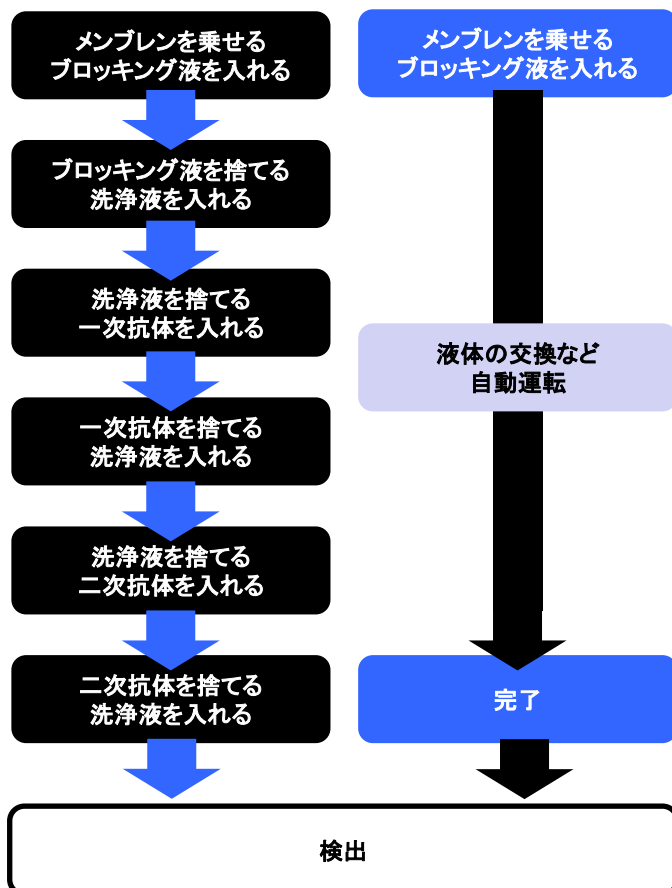 メンブレンを乗せる
ブロッキング液を入れる
ブロッキング液を捨てる
洗浄液を入れる
洗浄液を捨てる
一次抗体を入れる
一次抗体を捨てる
洗浄液を入れる
洗浄液を捨てる
二次抗体を入れる
二次抗体を捨てる
洗浄液を入れる
メンブレンを乗せる
ブロッキング液を入れる
液体の交換など
自動運転
完了
検出